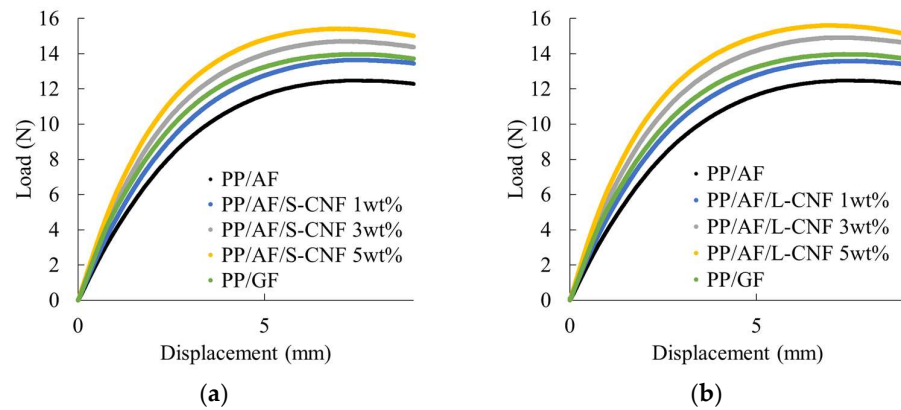 16
14
12
10
8
6
4
2
0
Load (N)
PP/AF
PP/AF/S-CNF 1wt%
PP/AF/S-CNF 3wt%
PP/AF/S-CNF 5wt%
PP/GF
0
5
Displacement (mm)
(a)
16
14
12
10
8
6
4
2
0
Load (N)
PP/AF
PP/AF/L-CNF 1wt%
PP/AF/L-CNF 3wt%
PP/AF/L-CNF 5wt%
PP/GF
0
5
Displacement (mm)
(b)